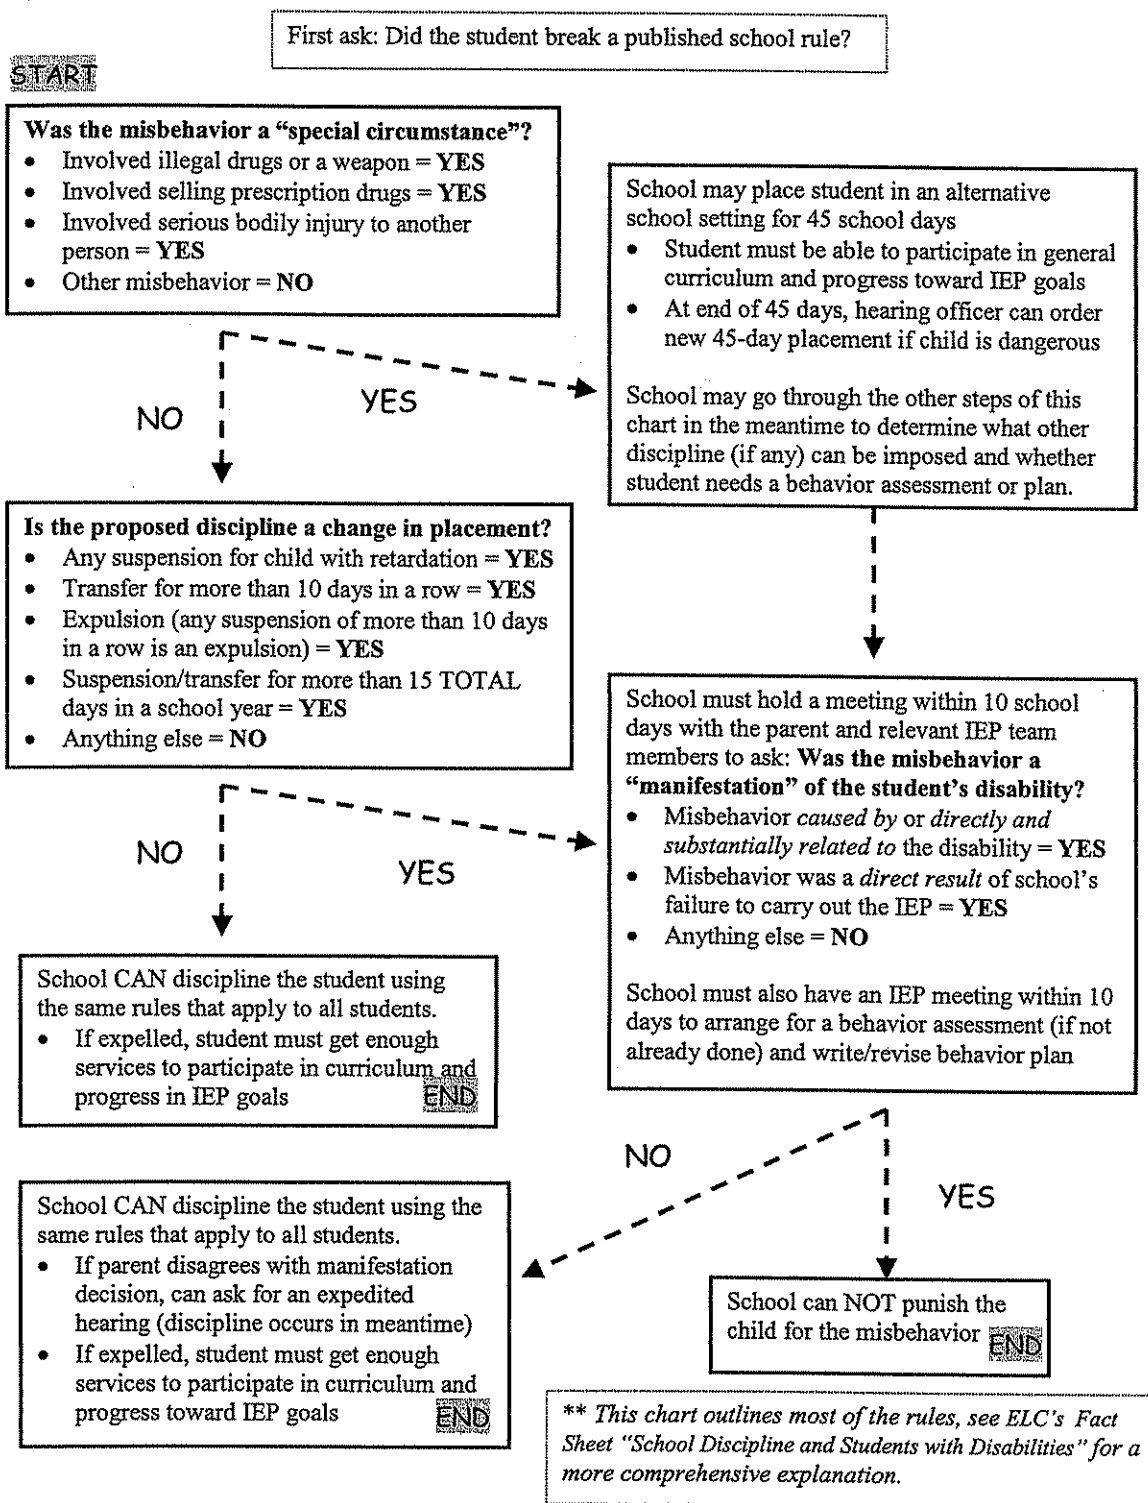 First ask: Did the student break a published school rule?
START
Was the misbehavior a “special circumstance”?
• Involved illegal drugs or a weapon = YES
• Involved selling prescription drugs = YES
• Involved serious bodily injury to another
person = YES
• Other misbehavior = NO
NO
YES
School may place student in an alternative
school setting for 45 school days
• Student must be able to participate in general
curriculum and progress toward IEP goals
• At end of 45 days, hearing officer can order
new 45-day placement if child is dangerous
School may go through the other steps of this
chart in the meantime to determine what other
discipline (if any) can be imposed and whether
student needs a behavior assessment or plan.
Is the proposed discipline a change in placement?
• Any suspension for child with retardation = YES
• Transfer for more than 10 days in a row = YES
• Expulsion (any suspension of more than 10 days
in a row is an expulsion) = YES
• Suspension/transfer for more than 15 TOTAL
days in a school year = YES
• Anything else = NO
NO
YES
School must hold a meeting within 10 school
days with the parent and relevant IEP team
members to ask: Was the misbehavior a
“manifestation” of the student’s disability?
• Misbehavior caused by or directly and
substantially related to the disability = YES
• Misbehavior was a direct result of school’s
failure to carry out the IEP = YES
• Anything else = NO
School must also have an IEP meeting within 10
days to arrange for a behavior assessment (if not
already done) and write/revise behavior plan
School CAN discipline the student using
the same rules that apply to all students.
• If expelled, student must get enough
services to participate in curriculum and
progress in IEP goals END
NO
YES
School CAN discipline the student using the
same rules that apply to all students.
• If parent disagrees with manifestation
decision, can ask for an expedited
hearing (discipline occurs in meantime)
• If expelled, student must get enough
services to participate in curriculum and
progress toward IEP goals END
School can NOT punish the
child for the misbehavior END
** This chart outlines most of the rules, see ELC’s Fact
Sheet “School Discipline and Students with Disabilities” for a
more comprehensive explanation.